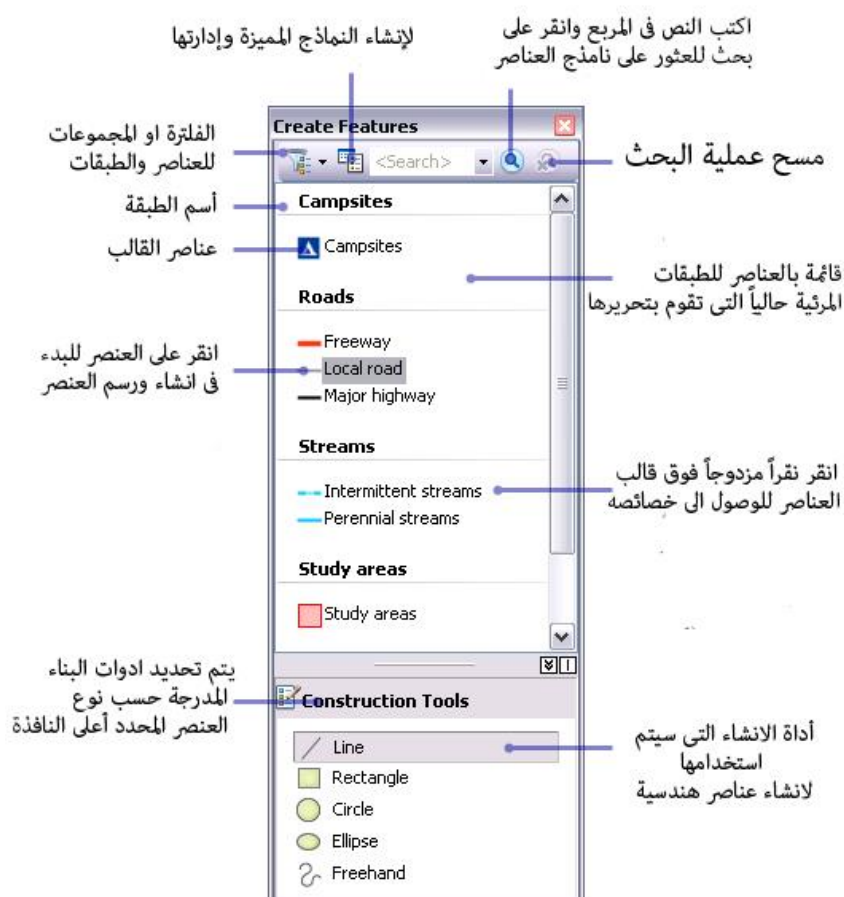 اكتب النص فى المربع وانقر على
بحث للعثور على نامذج العناصر
لإنشاء النماذج المميزة وإدارتها
الفلترة او المجموعات
للعناصر والطبقات
أسم الطبقة
عناصر القالب
انقر على العنصر للبدء
فى انشاء ورسم العنصر
يتم تحديد ادوات البناء
المدرجة حسب نوع
العنصر المحدد أعلى النافذة
Create Features
<Search>
Campsites
Campsites
Roads
Freeway
Local road
Major highway
Streams
Intermittent streams
Perennial streams
Study areas
Study areas
Construction Tools
Line
Rectangle
Circle
Ellipse
Freehand
مسح عملية البحث
قائمة بالعناصر للطبقات
المرئية حالياً التى تقوم بتحريرها
انقر نقراً مزدوجاً فوق قالب
العناصر للوصول الى خصائصه
أداة الانشاء التى سيتم
استخدامها
لانشاء عناصر هندسية